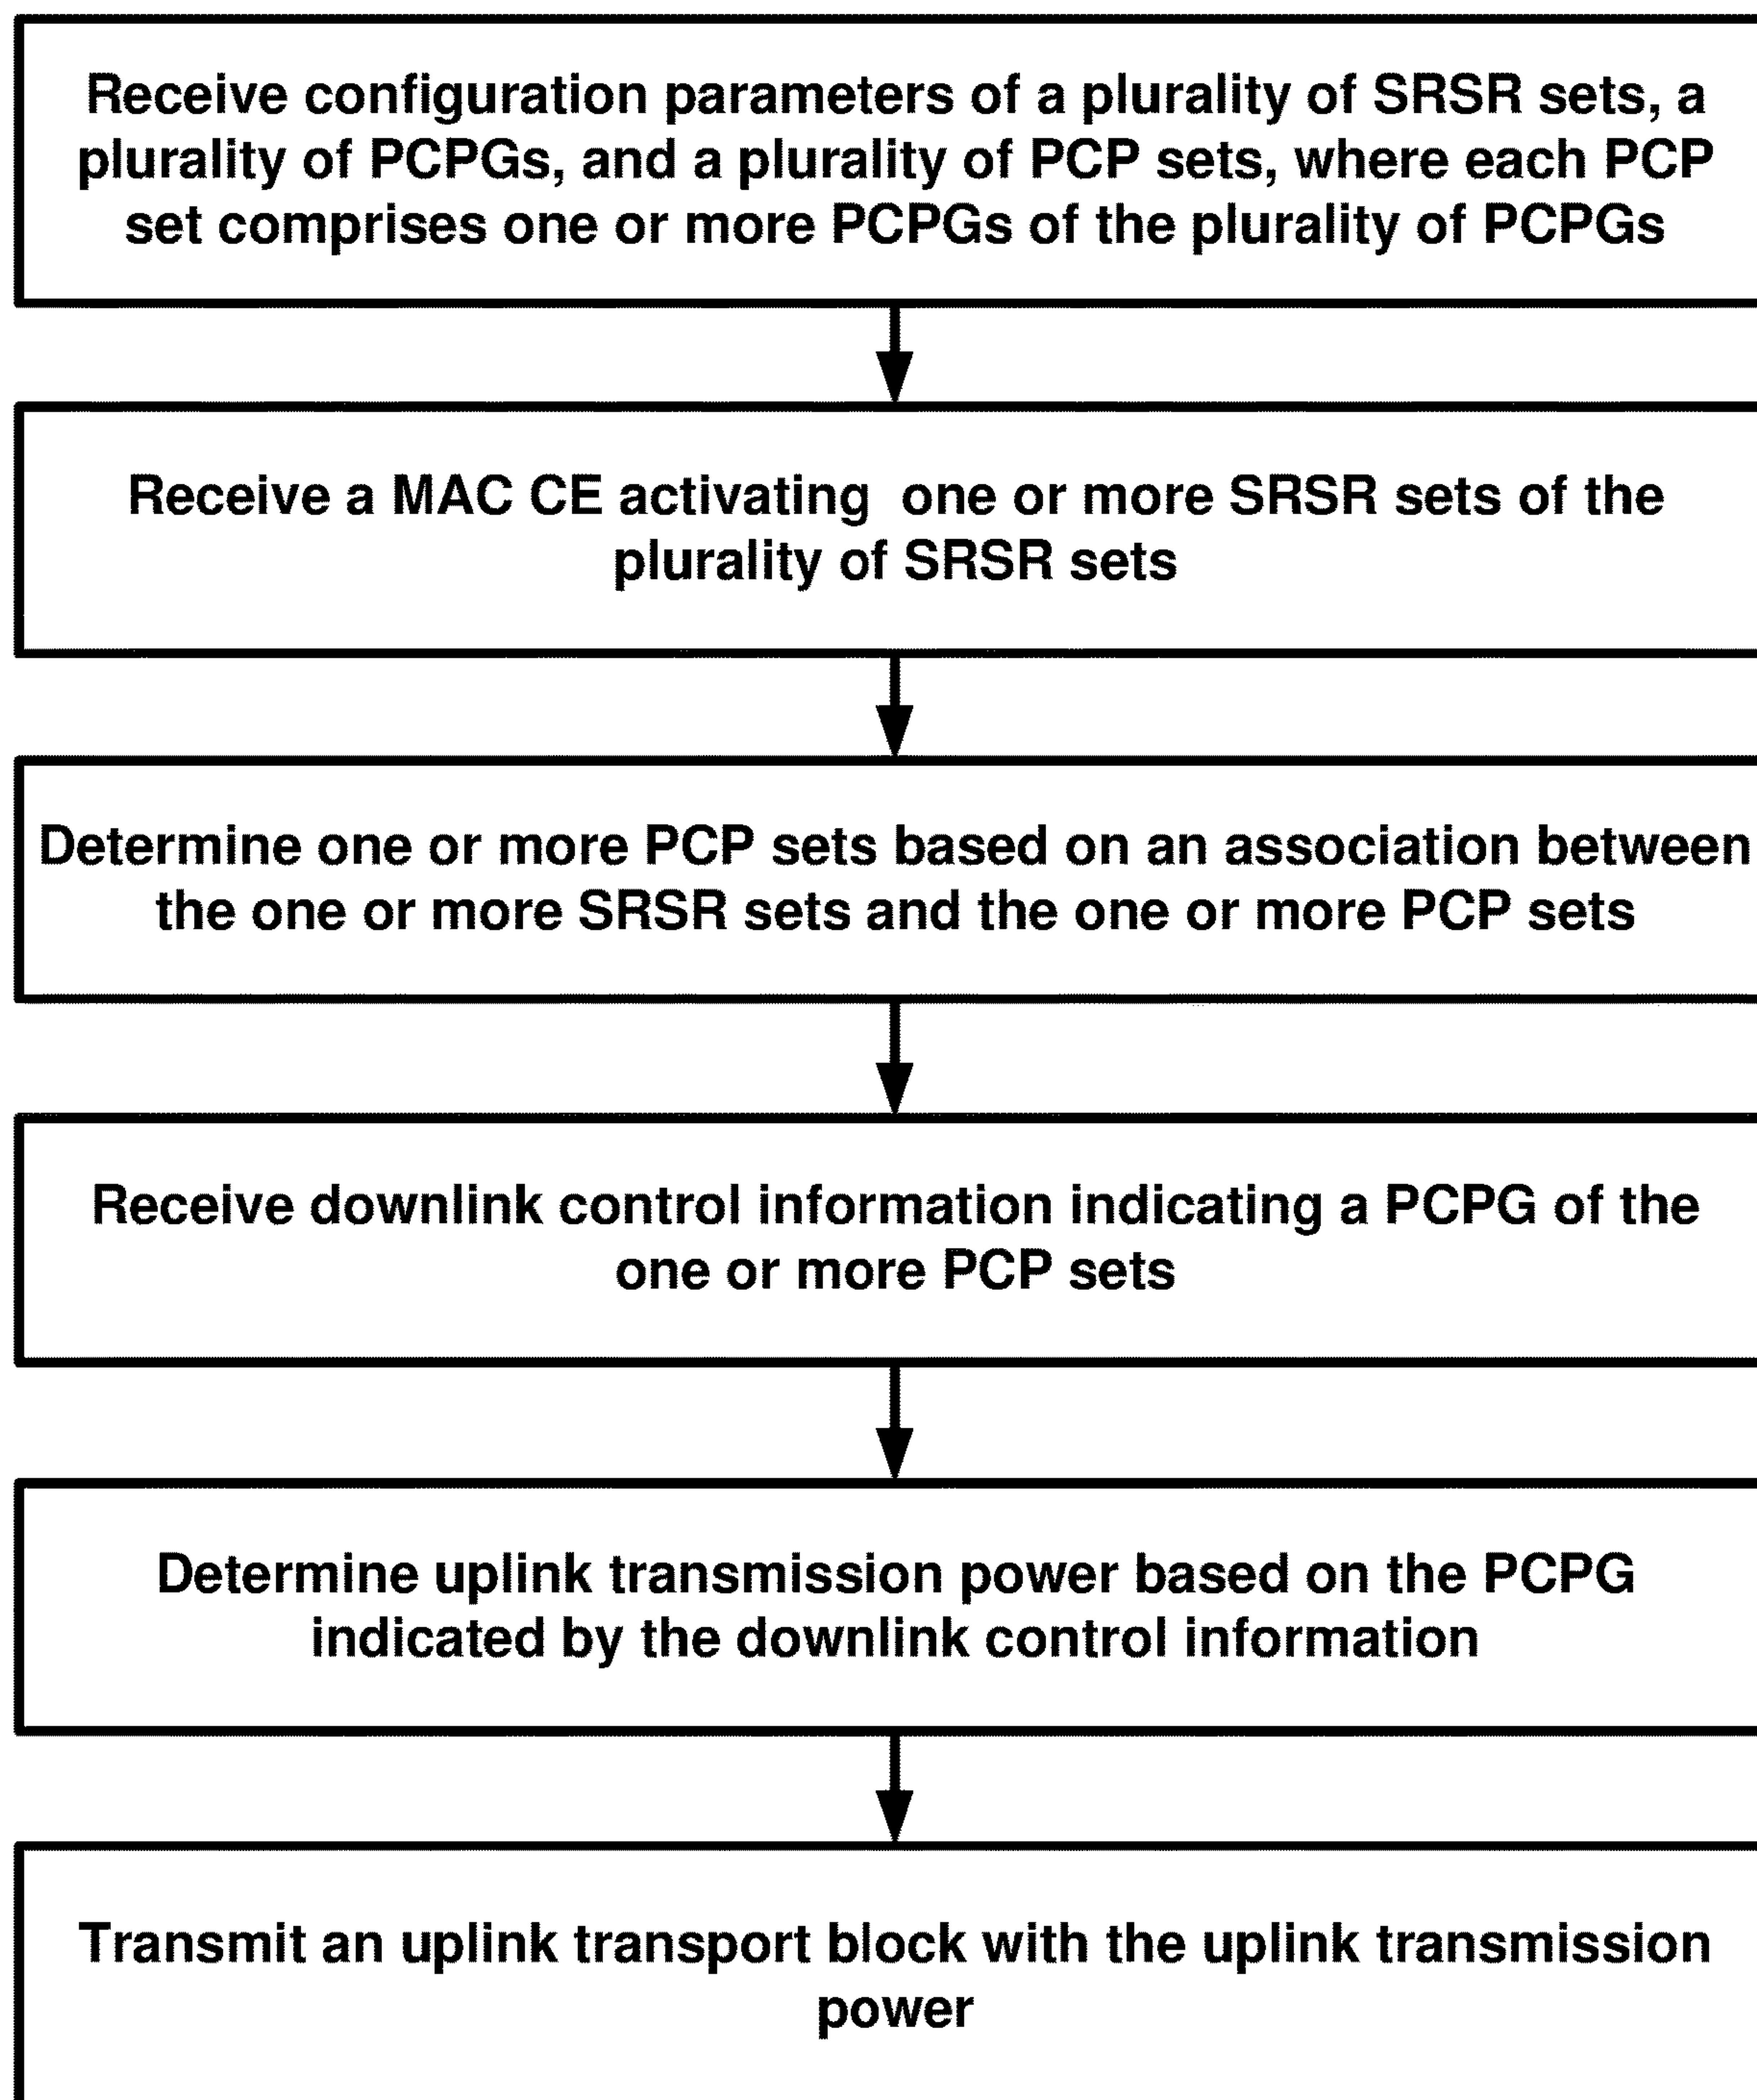 Receive configuration parameters of a plurality of SRSR sets, a
plurality of PCPGs, and a plurality of PCP sets, where each PCP
set comprises one or more PCPGs of the plurality of PCPGs
Receive a MAC CE activating  one or more SRSR sets of the
plurality of SRSR sets
Determine one or more PCP sets based on an association between
the one or more SRSR sets and the one or more PCP sets
Receive downlink control information indicating a PCPG of the
one or more PCP sets
Determine uplink transmission power based on the PCPG
indicated by the downlink control information
Transmit an uplink transport block with the uplink transmission
power